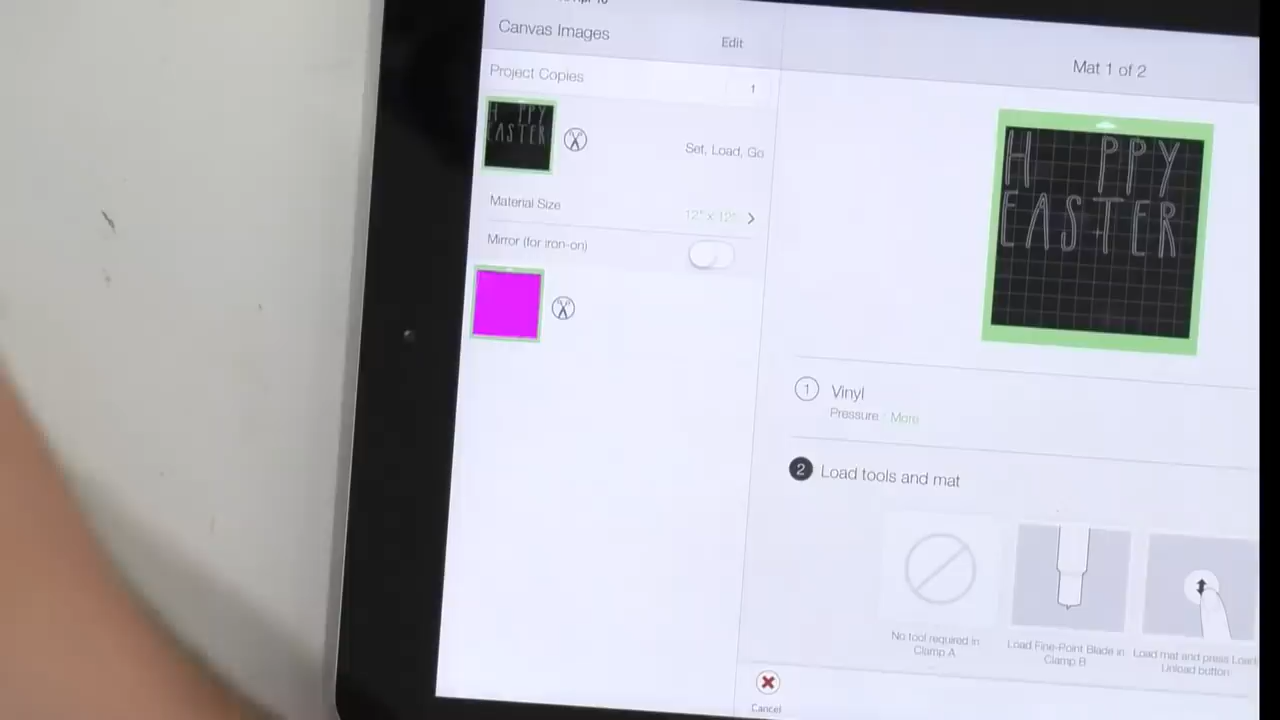 Canvas Images
Edit
Project Copies
1
H PPY
EASTER
Set, Load, Go
Material Size
12" x 12"
Mirror (for iron-on)
Mat 1 of 2
H PPY
EASTER
1 Vinyl
Pressure : More
2 Load tools and mat
No tool required in
Clamp A
Load Fine-Point Blade in
Clamp B
Load mat and press Load
Unload button
Cancel